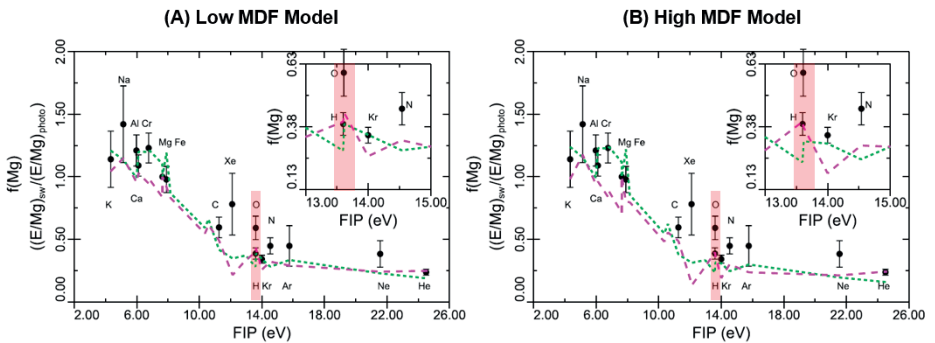 (A) Low MDF Model
(B) High MDF Model
f(Mg)
((E/Mg)sw/(E/Mg)photo)
2.00
1.50
1.00
0.50
0.00
Na
Al Cr
Mg Fe
K
Ca
Xe
C
O
N
H Kr
Ar
Ne
He
2.00 6.00 10.00 14.00 18.00 22.00 26.00
FIP (eV)
f(Mg)
0.63
0.38
0.13
O
H
Kr
N
13.00 14.00 15.00
FIP (eV)
f(Mg)
((E/Mg)sw/(E/Mg)photo)
2.00
1.50
1.00
0.50
0.00
Na
Al Cr
Mg Fe
K
Ca
Xe
C
O
N
H Kr
Ar
Ne
He
2.00 6.00 10.00 14.00 18.00 22.00 26.00
FIP (eV)
f(Mg)
0.63
0.38
0.13
O
H
Kr
N
13.00 14.00 15.00
FIP (eV)